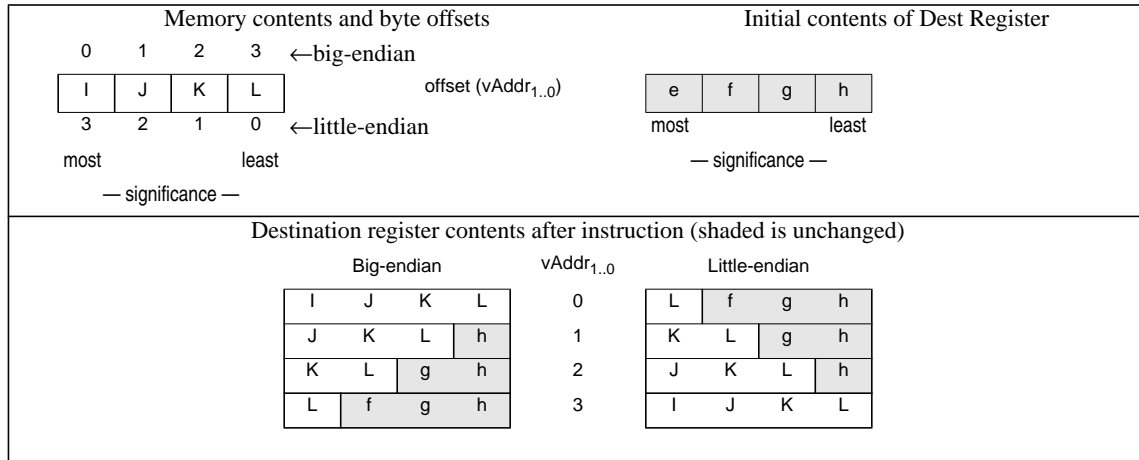 Memory contents and byte offsets
Initial contents of Dest Register
0 1 2 3 ←big-endian
I J K L
offset (vAddr1..0)
e f g h
3 2 1 0 ←little-endian
most least
most least
— significance —
— significance —
Destination register contents after instruction (shaded is unchanged)
Big-endian vAddr1..0 Little-endian
I J K L 0 L f g h
J K L h 1 K L g h
K L g h 2 J K L h
L f g h 3 I J K L